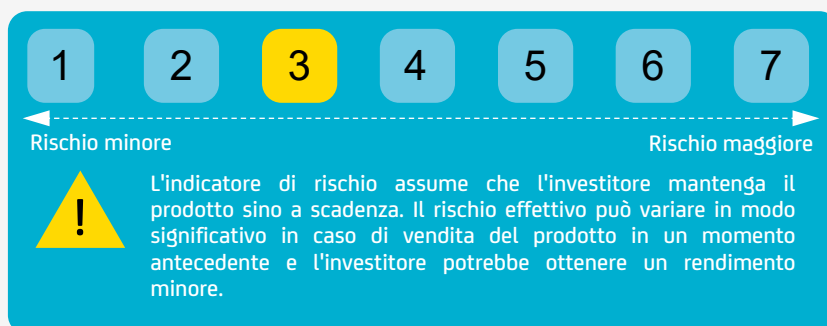 1 2 3 4 5 6 7
Rischio minore Rischio maggiore
! L'indicatore di rischio assume che l'investitore mantenga il
prodotto sino a scadenza. Il rischio effettivo può variare in modo
significativo in caso di vendita del prodotto in un momento
antecedente e l'investitore potrebbe ottenere un rendimento
minore.